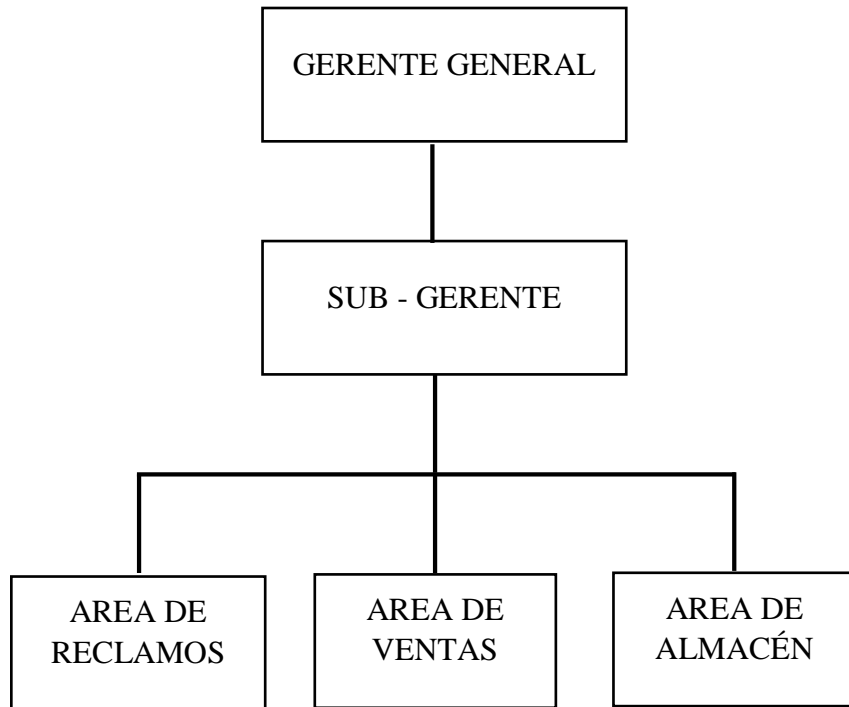 GERENTE GENERAL
SUB - GERENTE
AREA DE
RECLAMOS
AREA DE
VENTAS
AREA DE
ALMACÉN